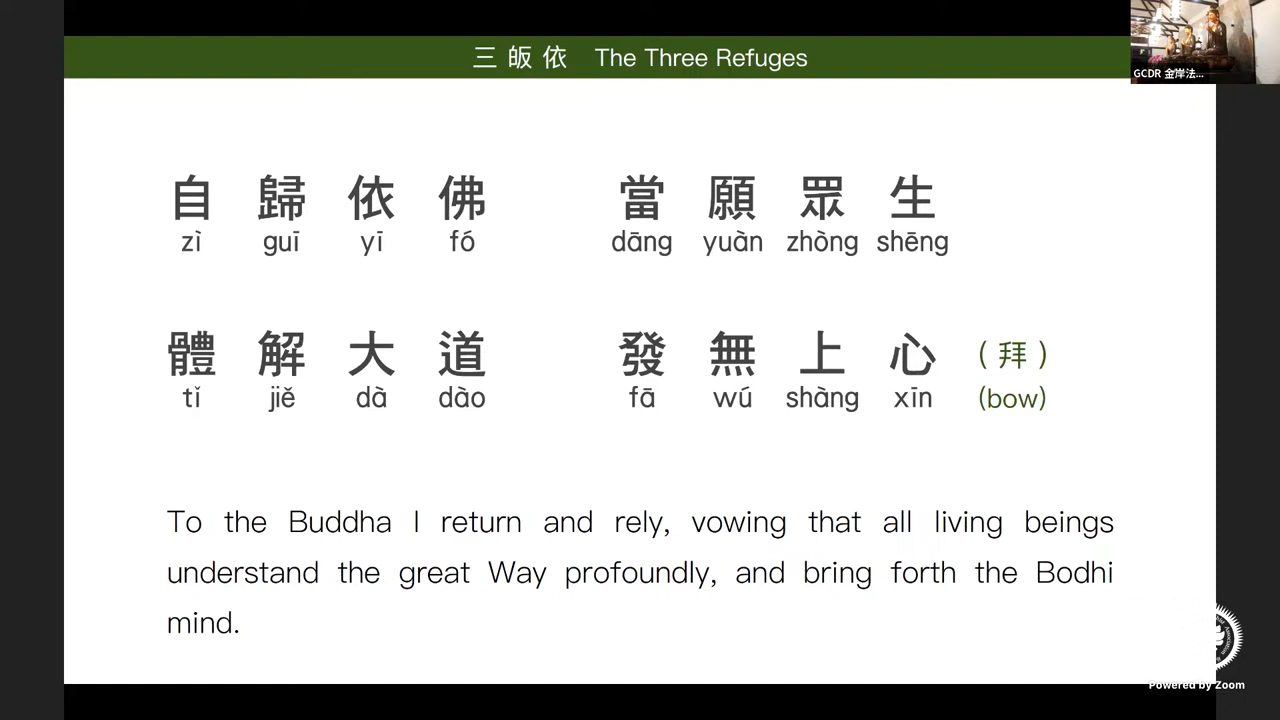 三皈依 The Three Refuges
GCDR 金岸法...
自 歸 依 佛 當 願 眾 生
zì guī yī fó dāng yuàn zhòng shēng
體 解 大 道 發 無 上 心 (拜)
tǐ jiě dà dào fā wú shàng xīn (bow)
To the Buddha I return and rely, vowing that all living beings
understand the great Way profoundly, and bring forth the Bodhi
mind.
Powered by Zoom